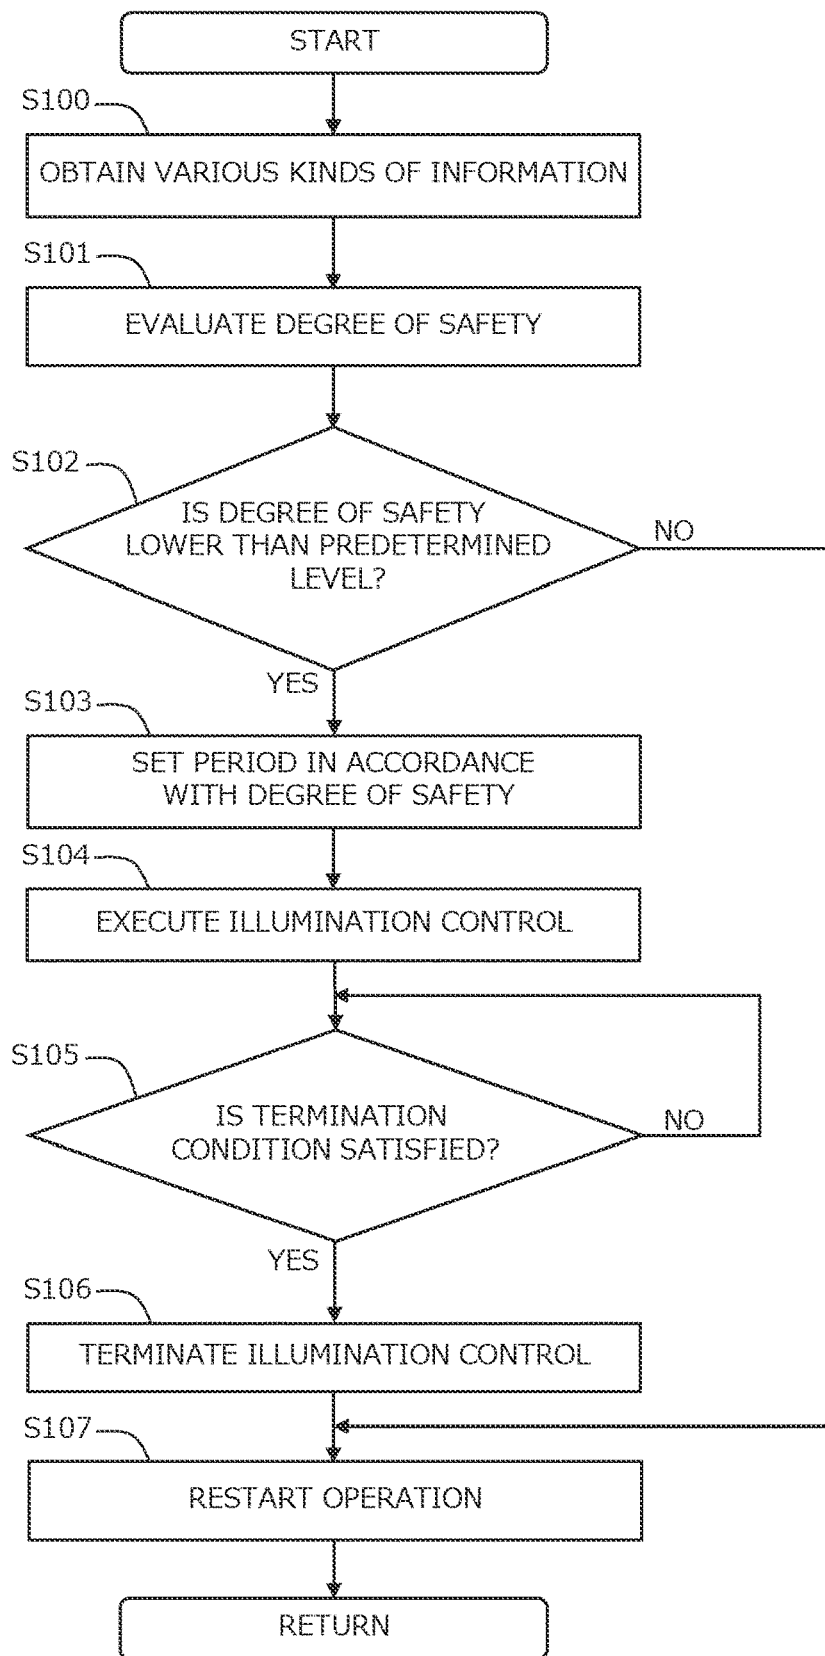 START
S100
OBTAIN VARIOUS KINDS OF INFORMATION
S101
EVALUATE DEGREE OF SAFETY
S102
IS DEGREE OF SAFETY
LOWER THAN PREDETERMINED
LEVEL?
NO
YES
S103
SET PERIOD IN ACCORDANCE
WITH DEGREE OF SAFETY
S104
EXECUTE ILLUMINATION CONTROL
S105
IS TERMINATION
CONDITION SATISFIED?
NO
YES
S106
TERMINATE ILLUMINATION CONTROL
S107
RESTART OPERATION
RETURN